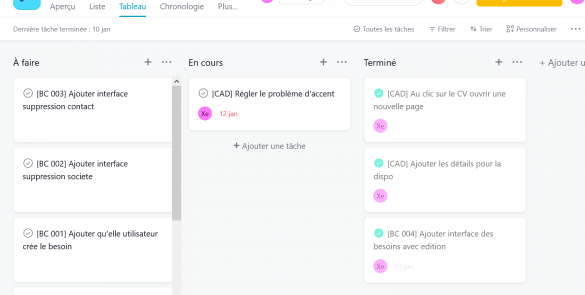 Aperçu Liste Tableau Chronologie Plus...
Dernière tâche terminée : 10 jan
Toutes les tâches Filtrer Trier Personnaliser
À faire
[BC 003] Ajouter interface
suppression contact
[BC 002] Ajouter interface
suppression societe
[BC 001] Ajouter qu'elle utilisateur
crée le besoin
En cours
[CAD] Régler le problème d'accent
Xe 12 jan
+ Ajouter une tâche
Terminé
[CAD] Au clic sur le CV ouvrir une
nouvelle page
Xe
[CAD] Ajouter les détails pour la
dispo
Xe
[BC 004] Ajouter interface des
besoins avec edition
Xe 11 jan
+ Ajouter u